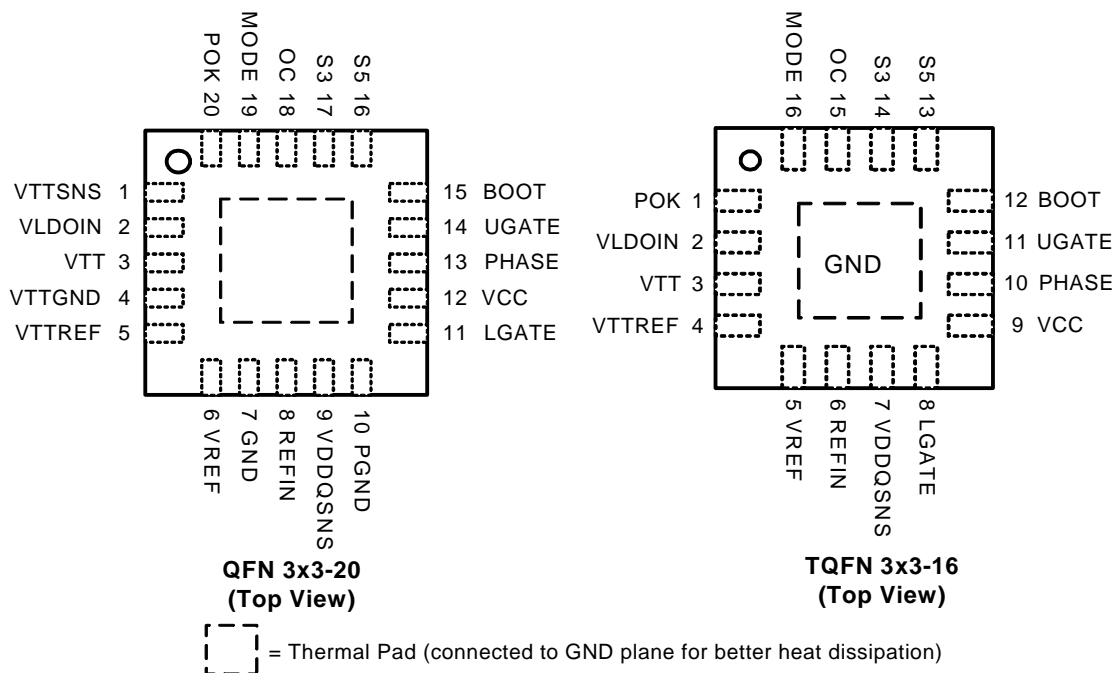 POK 20
MODE 19
OC 18
S3 17
S5 16
VTTSNS 1
VLDOIN 2
VTT 3
VTTGND 4
VTTREF 5
15 BOOT
14 UGATE
13 PHASE
12 VCC
11 LGATE
6 VREF
7 GND
8 REFIN
9 VDDQSNS
10 PGND
QFN 3x3-20
(Top View)
MODE 16
OC 15
S3 14
S5 13
POK 1
VLDOIN 2
VTT 3
VTTREF 4
GND
12 BOOT
11 UGATE
10 PHASE
9 VCC
5 VREF
6 REFIN
7 VDDQSNS
8 LGATE
TQFN 3x3-16
(Top View)
= Thermal Pad (connected to GND plane for better heat dissipation)